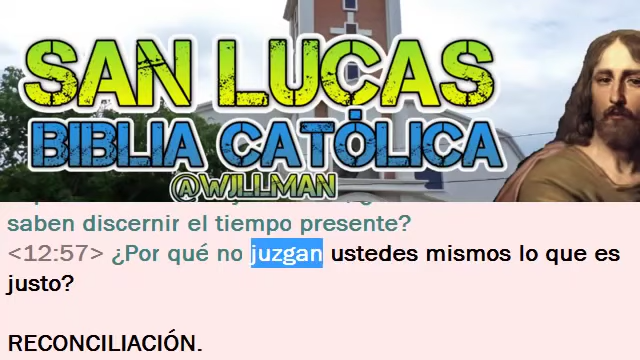 SAN LUCAS
BIBLIA CATÓLICA
@WILLMAN
saben discernir el tiempo presente?
<12:57> ¿Por qué no juzgan ustedes mismos lo que es
justo?
RECONCILIACIÓN.